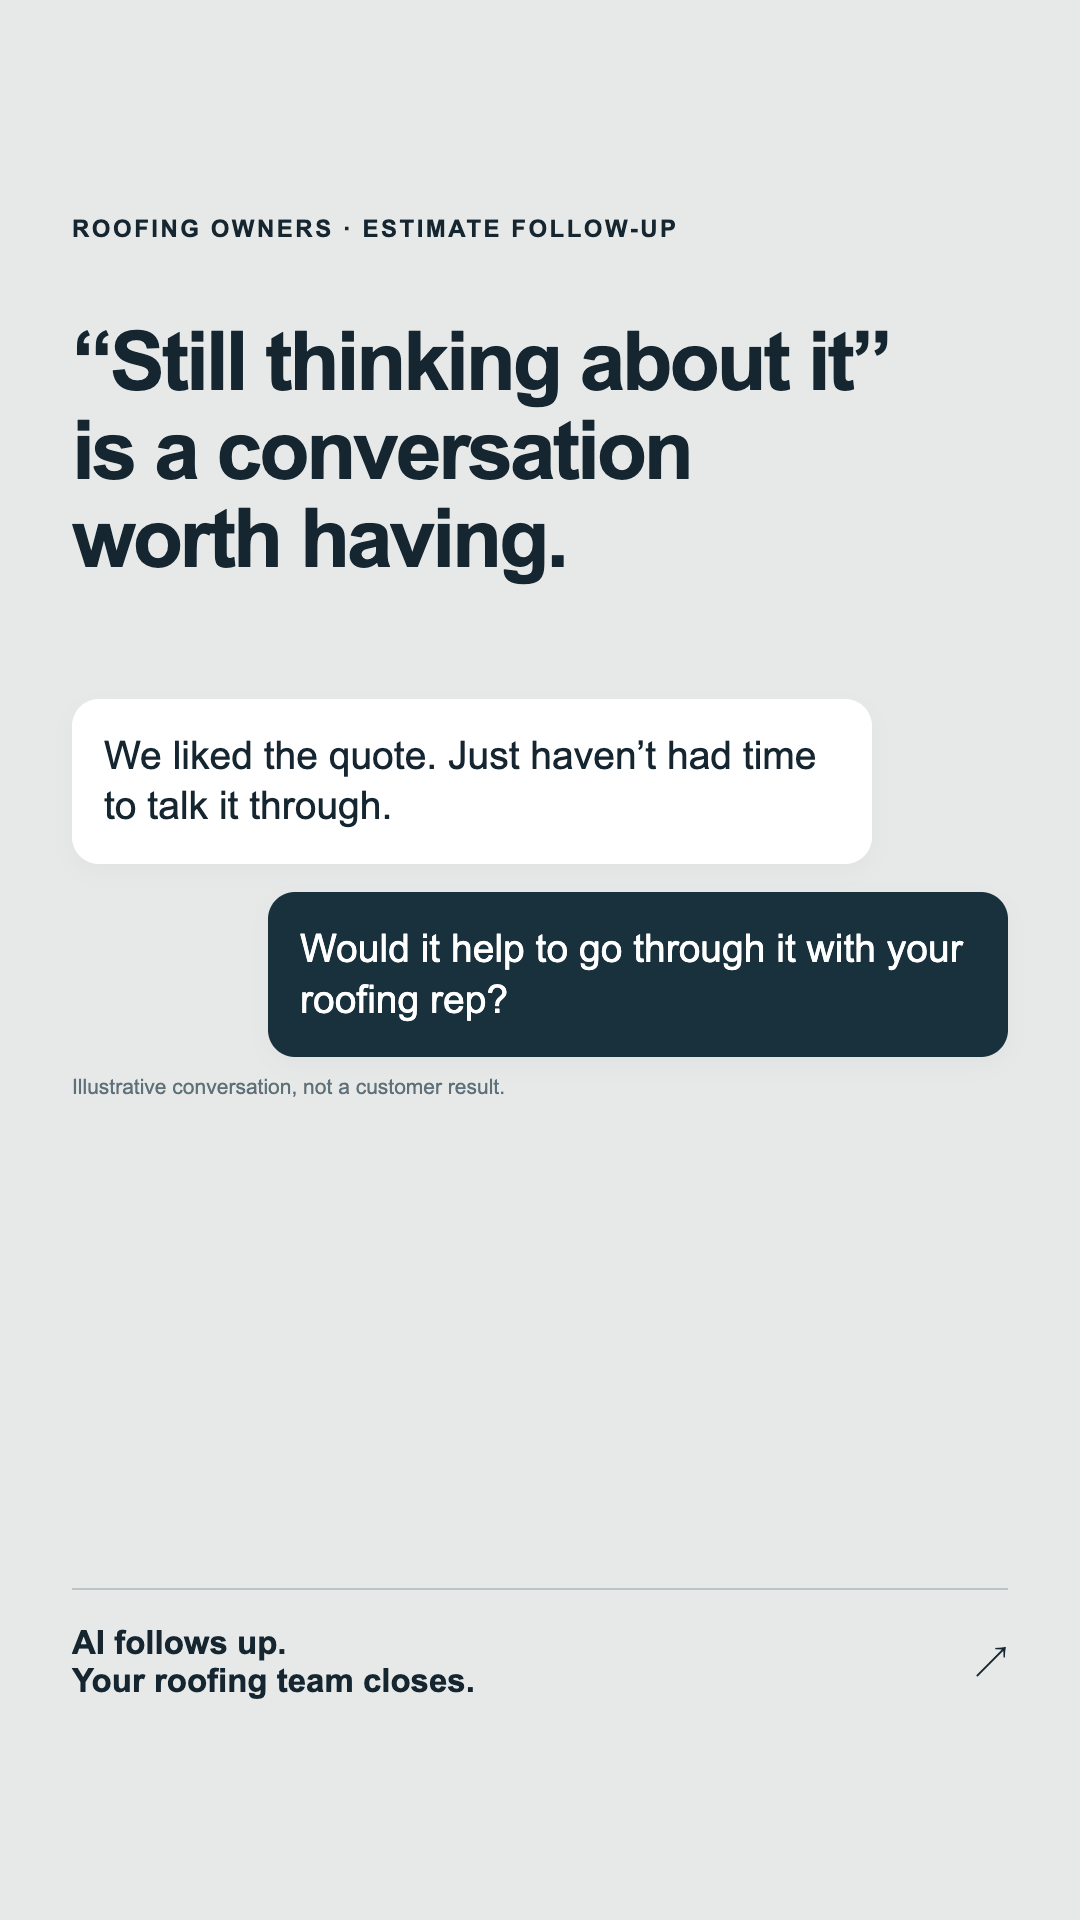 ROOFING OWNERS · ESTIMATE FOLLOW-UP
“Still thinking about it”
is a conversation
worth having.
We liked the quote. Just haven’t had time
to talk it through.
Would it help to go through it with your
roofing rep?
Illustrative conversation, not a customer result.
AI follows up.
Your roofing team closes.